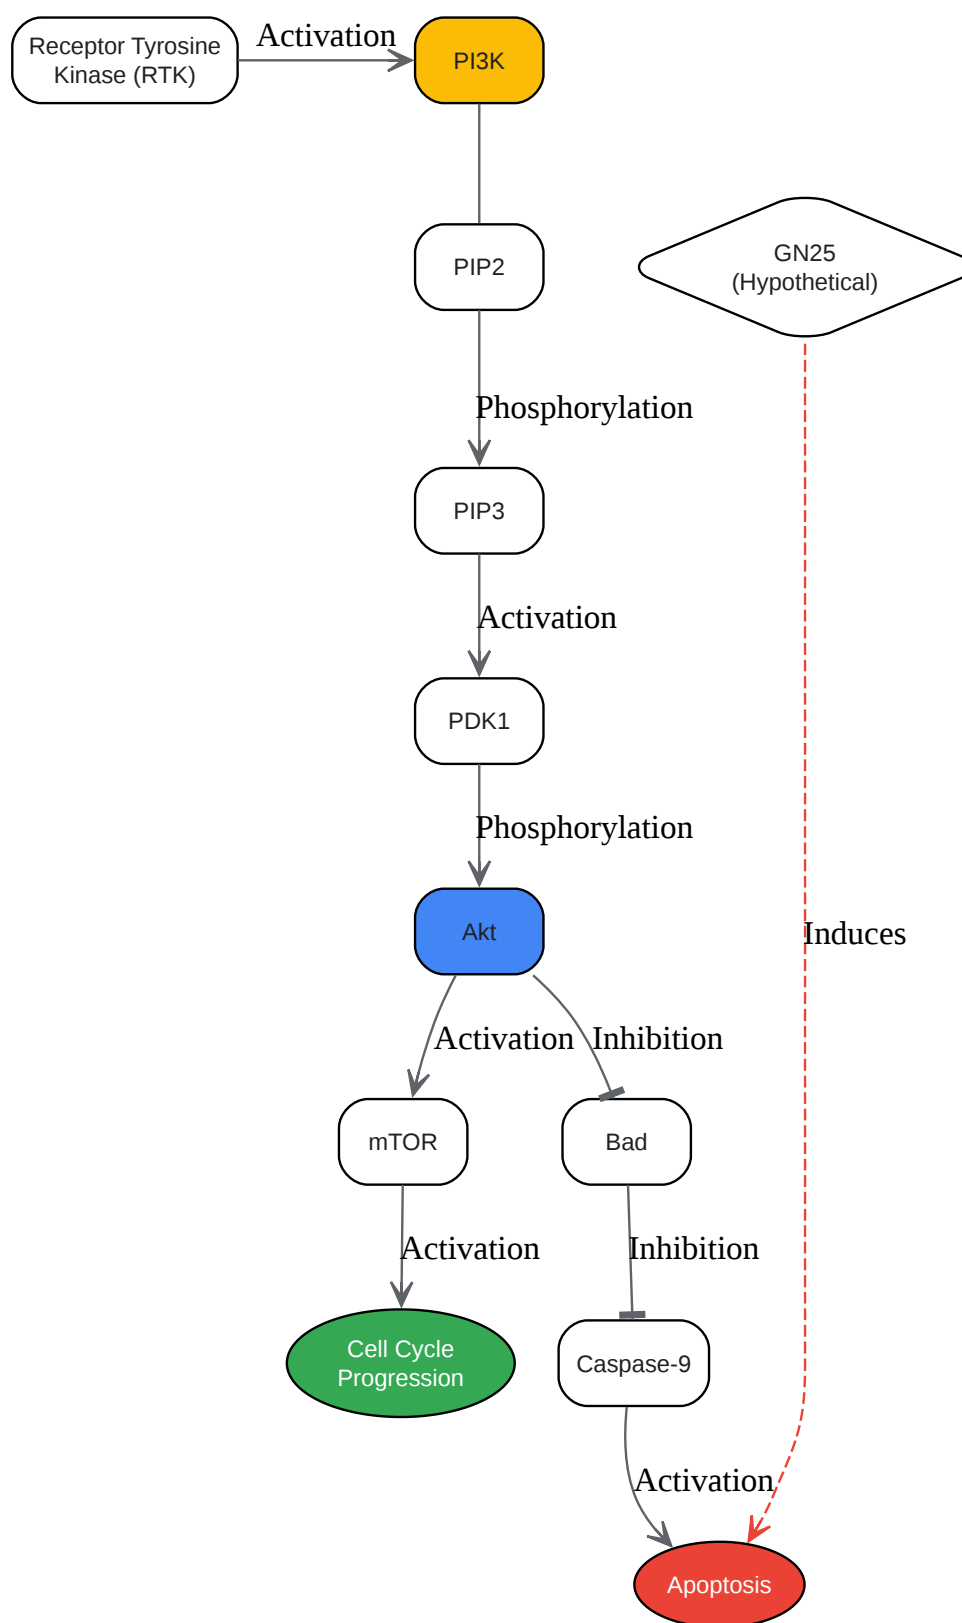 Receptor Tyrosine
Kinase (RTK)
Activation
PI3K
PIP2
GN25
(Hypothetical)
Phosphorylation
PIP3
Activation
PDK1
Phosphorylation
Akt
Induces
Activation
Inhibition
mTOR
Bad
Activation
Inhibition
Cell Cycle
Progression
Caspase-9
Activation
Apoptosis